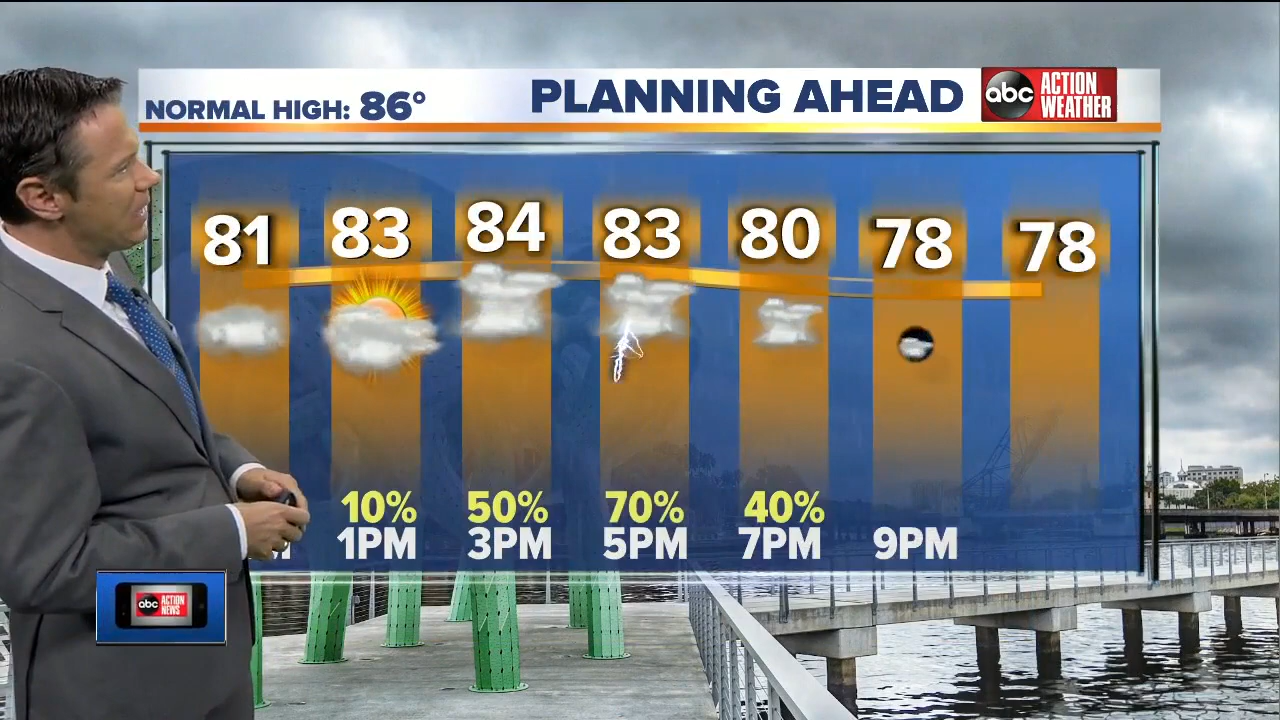 NORMAL HIGH: 86°
PLANNING AHEAD
abc ACTION
WEATHER
81 83 84 83 80 78 78
10% 50% 70% 40%
1PM 3PM 5PM 7PM 9PM
abc ACTION
NEWS